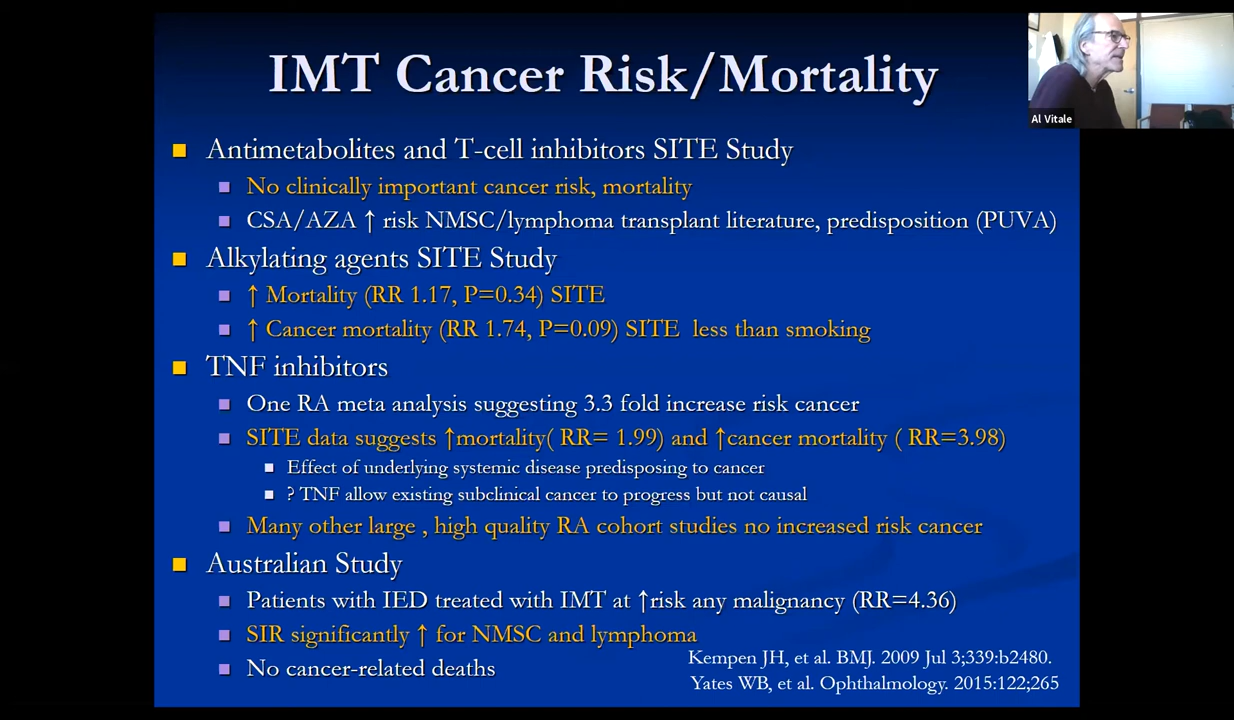 IMT Cancer Risk/Mortality
Al Vitale
Antimetabolites and T-cell inhibitors SITE Study
No clinically important cancer risk, mortality
CSA/AZA ↑ risk NMSC/lymphoma transplant literature, predisposition (PUVA)
Alkylating agents SITE Study
↑ Mortality (RR 1.17, P=0.34) SITE
↑ Cancer mortality (RR 1.74, P=0.09) SITE less than smoking
TNF inhibitors
One RA meta analysis suggesting 3.3 fold increase risk cancer
SITE data suggests ↑mortality( RR= 1.99) and ↑cancer mortality ( RR=3.98)
Effect of underlying systemic disease predisposing to cancer
? TNF allow existing subclinical cancer to progress but not causal
Many other large , high quality RA cohort studies no increased risk cancer
Australian Study
Patients with IED treated with IMT at ↑risk any malignancy (RR=4.36)
SIR significantly ↑ for NMSC and lymphoma
No cancer-related deaths
Kempen JH, et al. BMJ. 2009 Jul 3;339:b2480.
Yates WB, et al. Ophthalmology. 2015:122;265